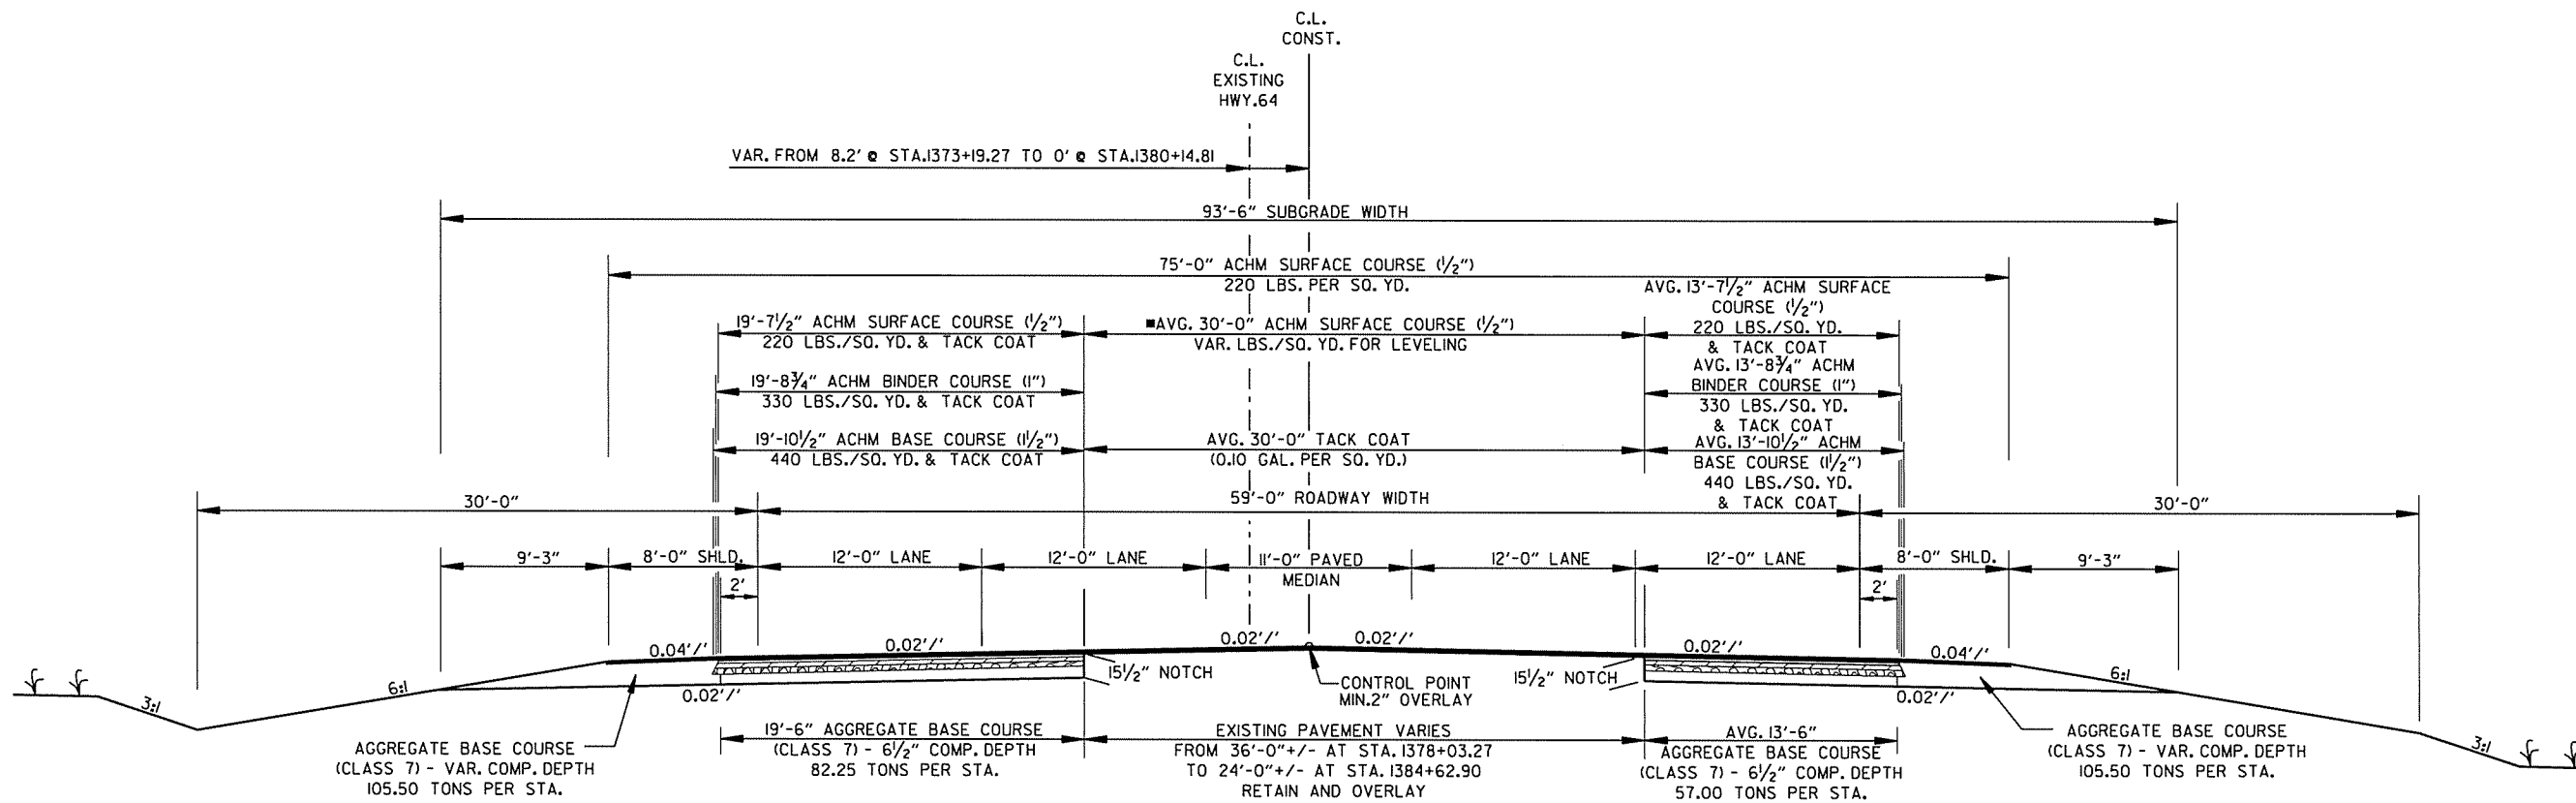 C.L.
CONST.
C.L.
EXISTING
HWY.64
VAR. FROM 8.2' @ STA.1373+19.27 TO 0' @ STA.1380+14.81
93'-6" SUBGRADE WIDTH
75'-0" ACHM SURFACE COURSE (1/2")
220 LBS. PER SQ. YD.
19'-7 1/2" ACHM SURFACE COURSE (1/2")
220 LBS./SQ. YD. & TACK COAT
■AVG. 30'-0" ACHM SURFACE COURSE (1/2")
VAR. LBS./SQ. YD. FOR LEVELING
AVG. 13'-7 1/2" ACHM SURFACE
COURSE (1/2")
220 LBS./SQ. YD.
& TACK COAT
19'-8 3/4" ACHM BINDER COURSE (1")
330 LBS./SQ. YD. & TACK COAT
AVG. 13'-8 3/4" ACHM
BINDER COURSE (1")
330 LBS./SQ. YD.
& TACK COAT
19'-10 1/2" ACHM BASE COURSE (1 1/2")
440 LBS./SQ. YD. & TACK COAT
AVG. 30'-0" TACK COAT
(0.10 GAL. PER SQ. YD.)
AVG. 13'-10 1/2" ACHM
BASE COURSE (1 1/2")
440 LBS./SQ. YD.
& TACK COAT
30'-0"
59'-0" ROADWAY WIDTH
30'-0"
9'-3"
8'-0" SHLD.
12'-0" LANE
12'-0" LANE
11'-0" PAVED
MEDIAN
12'-0" LANE
12'-0" LANE
8'-0" SHLD.
9'-3"
2'
2'
0.04'/'
0.02'/'
0.02'/'
0.02'/'
0.02'/'
0.04'/'
3:1
6:1
0.02'/'
15 1/2" NOTCH
CONTROL POINT
MIN.2" OVERLAY
15 1/2" NOTCH
0.02'/'
6:1
3:1
AGGREGATE BASE COURSE
(CLASS 7) - VAR. COMP. DEPTH
105.50 TONS PER STA.
19'-6" AGGREGATE BASE COURSE
(CLASS 7) - 6 1/2" COMP. DEPTH
82.25 TONS PER STA.
EXISTING PAVEMENT VARIES
FROM 36'-0"+/- AT STA. 1378+03.27
TO 24'-0"+/- AT STA. 1384+62.90
RETAIN AND OVERLAY
AVG. 13'-6"
AGGREGATE BASE COURSE
(CLASS 7) - 6 1/2" COMP. DEPTH
57.00 TONS PER STA.
AGGREGATE BASE COURSE
(CLASS 7) - VAR. COMP. DEPTH
105.50 TONS PER STA.